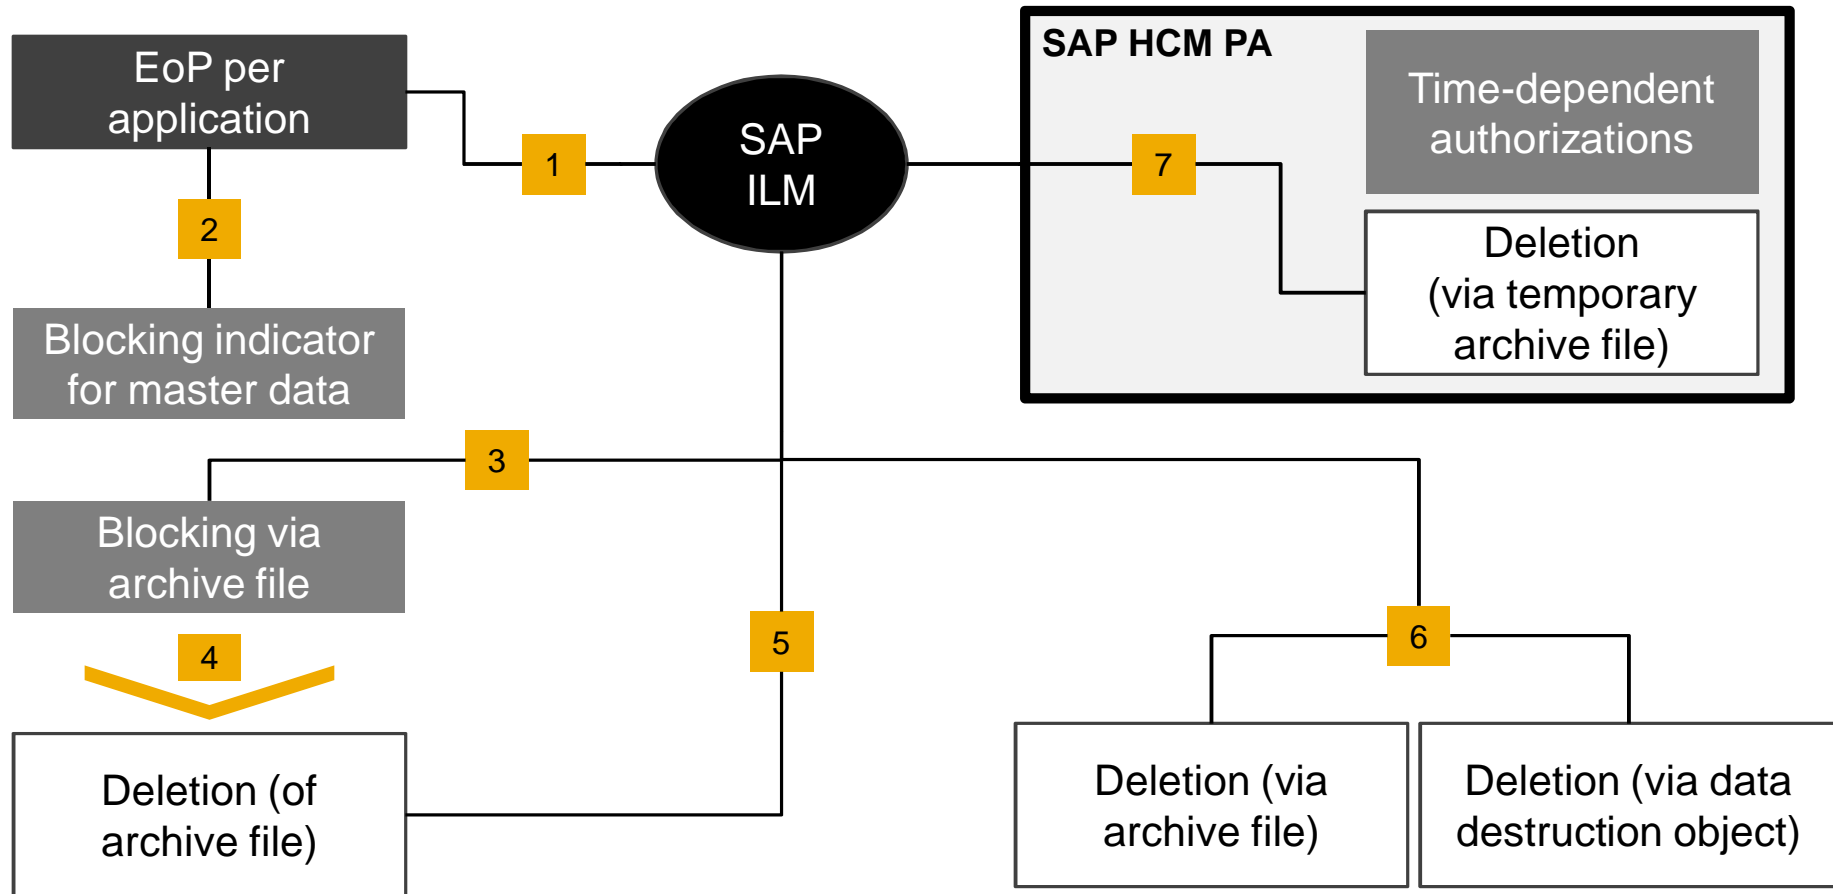 EoP per
application
1
SAP
ILM
SAP HCM PA
Time-dependent
authorizations
7
2
Deletion
(via temporary
archive file)
Blocking indicator
for master data
3
Blocking via
archive file
4
5
6
Deletion (of
archive file)
Deletion (via
archive file)
Deletion (via data
destruction object)